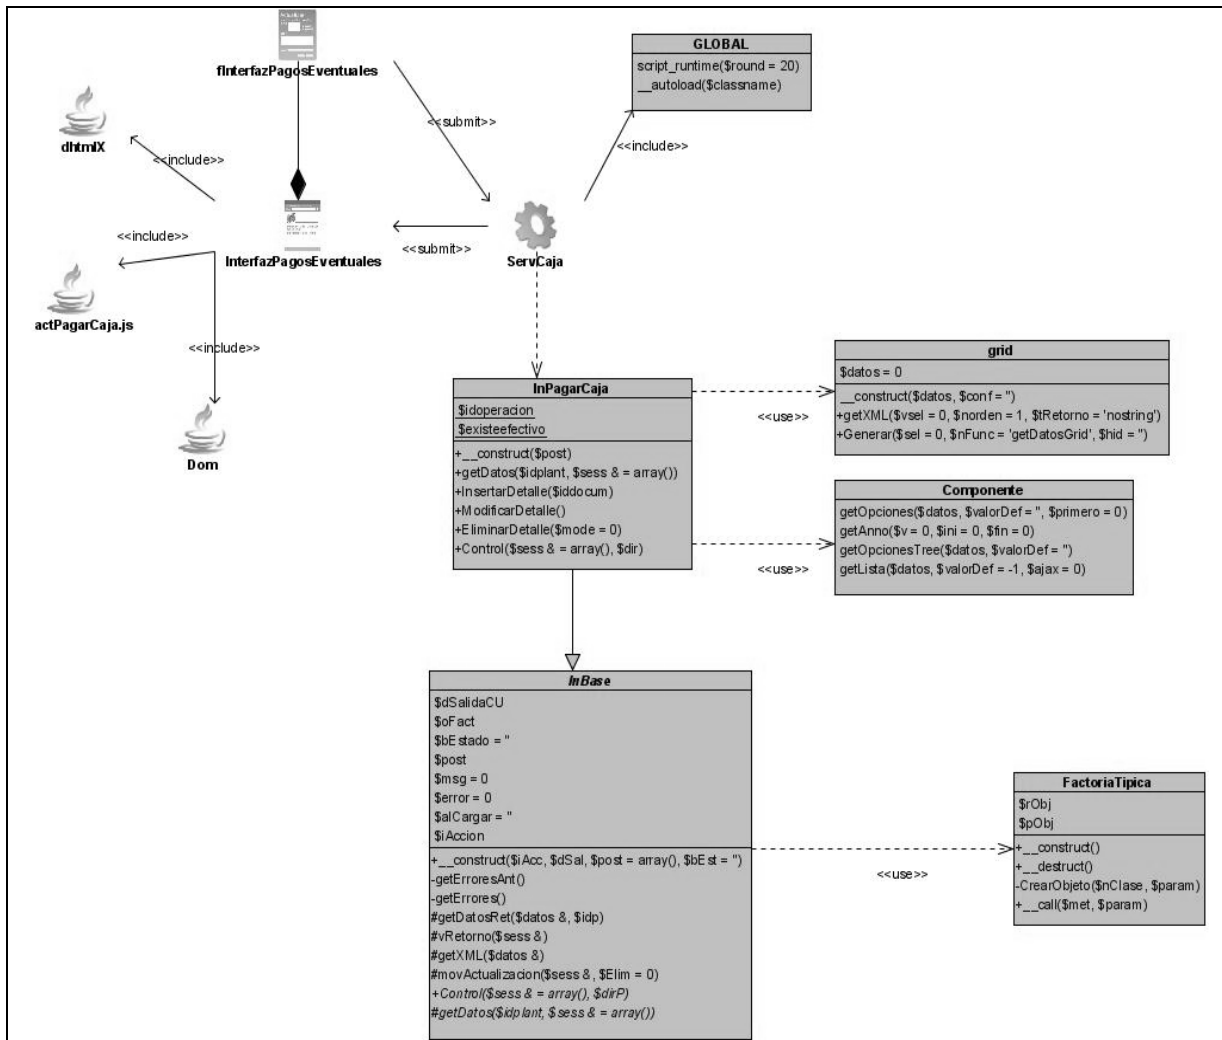 fInterfazPagosEventuales
GLOBAL
script_runtime($round = 20)
__autoload($classname)
<<submit>>
dhtmlX
<<include>>
<<include>>
<<include>>
<<submit>>
InterfazPagosEventuales
ServCaja
actPagarCaja.js
<<include>>
Dom
InPagarCaja
$idoperacion
$existeefectivo
+__construct($post)
+getDatos($idplant, $sess & = array())
+InsertarDetalle($iddocum)
+ModificarDetalle()
+EliminarDetalle($mode = 0)
+Control($sess & = array(), $dir)
<<use>>
grid
$datos = 0
__construct($datos, $conf = '')
+getXML($vsel = 0, $norden = 1, $tRetorno = 'nostring')
+Generar($sel = 0, $nFunc = 'getDatosGrid', $hid = '')
Componente
getOpciones($datos, $valorDef = '', $primero = 0)
getAnno($v = 0, $ini = 0, $fin = 0)
getOpcionesTree($datos, $valorDef = '')
getLista($datos, $valorDef = -1, $ajax = 0)
<<use>>
InBase
$dSalidaCU
$oFact
$bEstado = ''
$post
$msg = 0
$error = 0
$alCargar = ''
$iAccion
+__construct($iAcc, $dSal, $post = array(), $bEst = '')
-getErroresAnt()
-getErrores()
#getDatosRet($datos &, $idp)
#vRetorno($sess &)
#getXML($datos &)
#movActualizacion($sess &, $Elim = 0)
+Control($sess & = array(), $dirP)
#getDatos($idplant, $sess & = array())
<<use>>
FactoriaTipica
$rObj
$pObj
+__construct()
+__destruct()
-CrearObjeto($nClase, $param)
+__call($met, $param)